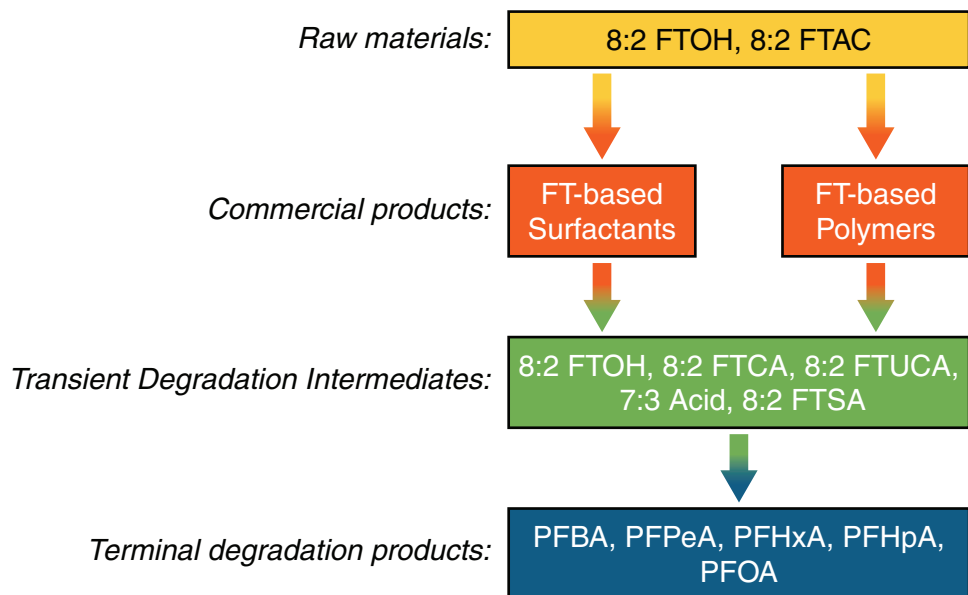 Raw materials:
8:2 FTOH, 8:2 FTAC
Commercial products:
FT-based
Surfactants
FT-based
Polymers
Transient Degradation Intermediates:
8:2 FTOH, 8:2 FTCA, 8:2 FTUCA,
7:3 Acid, 8:2 FTSA
Terminal degradation products:
PFBA, PFPeA, PFHxA, PFHpA,
PFOA